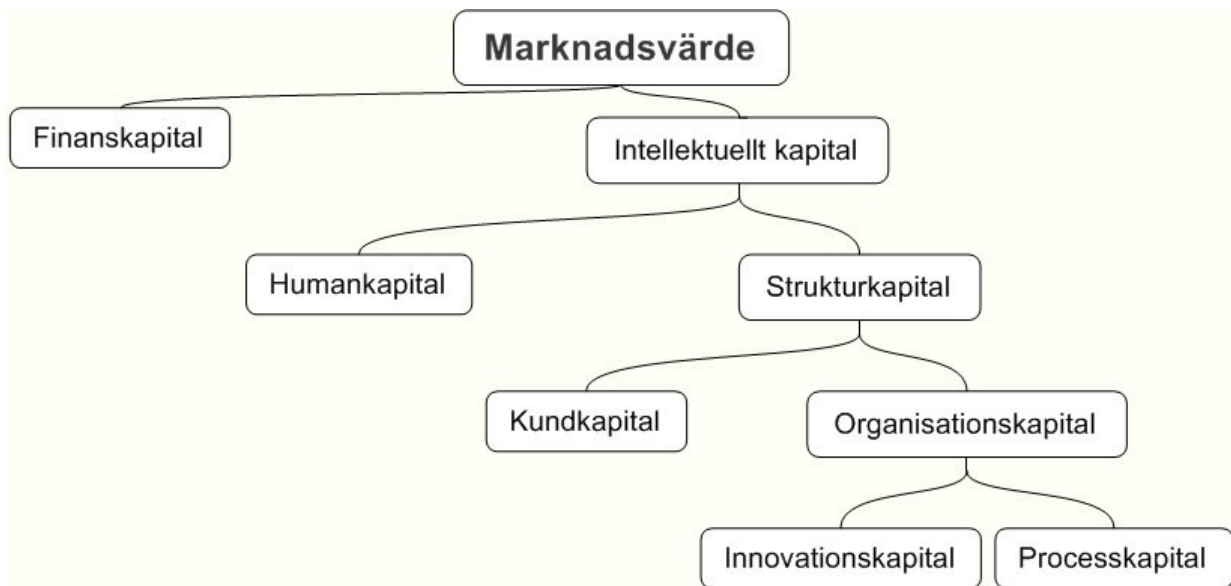 Marknadsvärde
Finanskapital
Intellektuellt kapital
Humankapital
Strukturkapital
Kundkapital
Organisationskapital
Innovationskapital
Processkapital